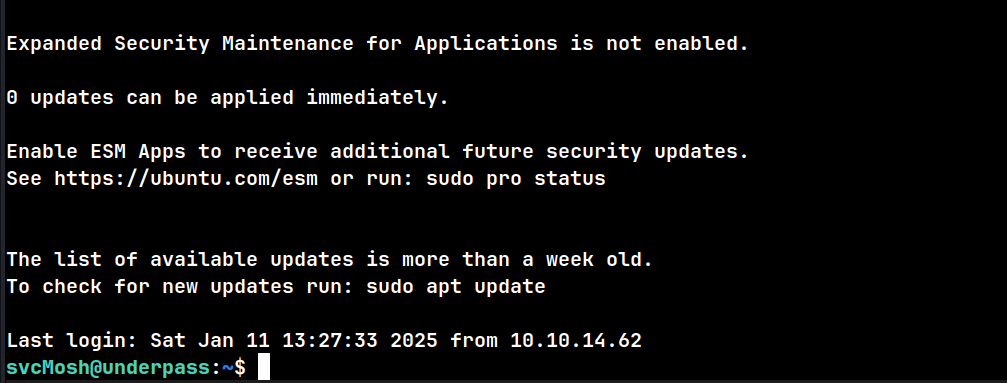 Expanded Security Maintenance for Applications is not enabled.
0 updates can be applied immediately.
Enable ESM Apps to receive additional future security updates.
See https://ubuntu.com/esm or run: sudo pro status
The list of available updates is more than a week old.
To check for new updates run: sudo apt update
Last login: Sat Jan 11 13:27:33 2025 from 10.10.14.62
svcMosh@underpass:~$